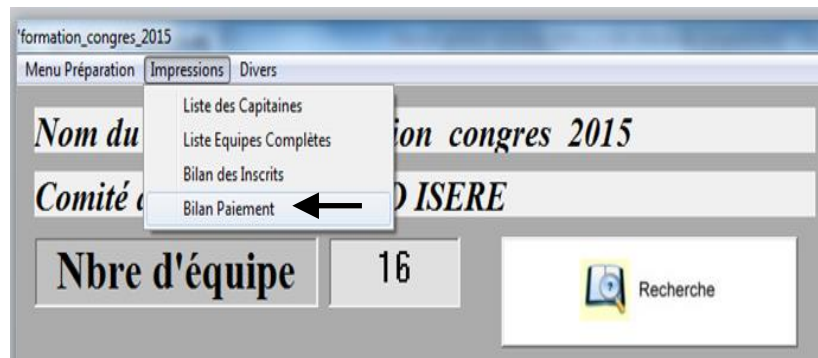 'formation_congres_2015
Menu Préparation Impressions Divers
Liste des Capitaines
Liste Equipes Complètes
Bilan des Inscrits
Bilan Paiement
Nom du ion congres 2015
Comité ISERE
Nbre d'équipe 16
Recherche